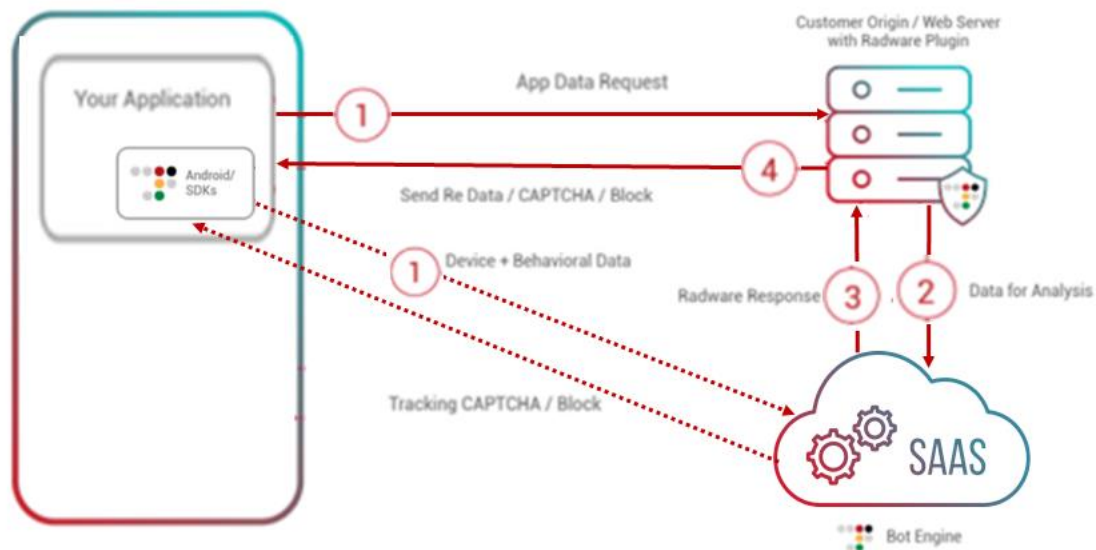 Customer Origin / Web Server
with Radware Plugin
App Data Request
Your Application
1
Android/
SDKs
4
Send Re Data / CAPTCHA / Block
1
Device + Behavioral Data
Radware Response
3
2
Data for Analysis
Tracking CAPTCHA / Block
SAAS
Bot Engine